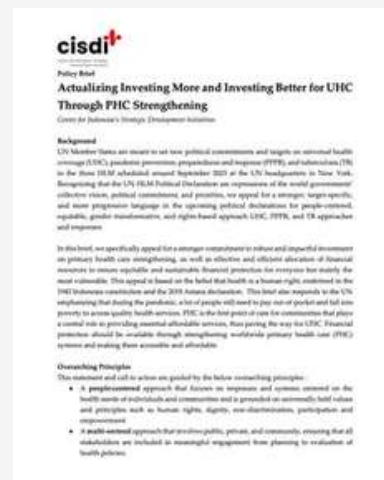 cisdi
Policy Brief
Actualizing Investing More and Investing Better for UHC
Through PHC Strengthening
Center for Indonesia's Strategic Development Initiatives
Background
UN Member States are meant to set new political commitments and targets on universal health
coverage (UHC), pandemic prevention, preparedness and response (PPPR), and tuberculosis (TB)
in the three HLM scheduled around September 2023 at the UN headquarters in New York.
Recognizing that the UN HLM Political Declaration are expressions of the world governments'
collective vision, political commitment, and priorities, we appeal for a stronger, target-specific,
and more progressive language in the upcoming political declarations for people-centered,
equitable, gender transformative, and rights-based approach UHC, PPPR, and TB approaches
and responses.
In this brief, we specifically appeal for a stronger commitment to robust and impactful investment
on primary health care strengthening, as well as effective and efficient allocation of financial
resources to ensure equitable and sustainable financial protection for everyone but mainly the
most vulnerable. This appeal is based on the belief that health is a human right, enshrined in the
1945 Indonesia constitution and the 2018 Astana declaration. This brief also responds to the UN
emphasizing that during the pandemic, a lot of people still need to pay out-of-pocket and fall into
poverty to access quality health services. PHC is the first point of care for communities that plays
a central role in providing essential affordable services, thus paving the way for UHC. Financial
protection should be available through strengthening worldwide primary health care (PHC)
systems and making them accessible and affordable.
Overarching Principles
This statement and call to action are guided by the below overarching principles:
• A people-centered approach that focuses on responses and systems centered on the
health needs of individuals and communities and is grounded on universally held values
and principles such as human rights, dignity, non-discrimination, participation and
empowerment.
• A multi-sectoral approach that involves public, private, and community, ensuring that all
stakeholders are included in meaningful engagement from planning to evaluation of
health policies.